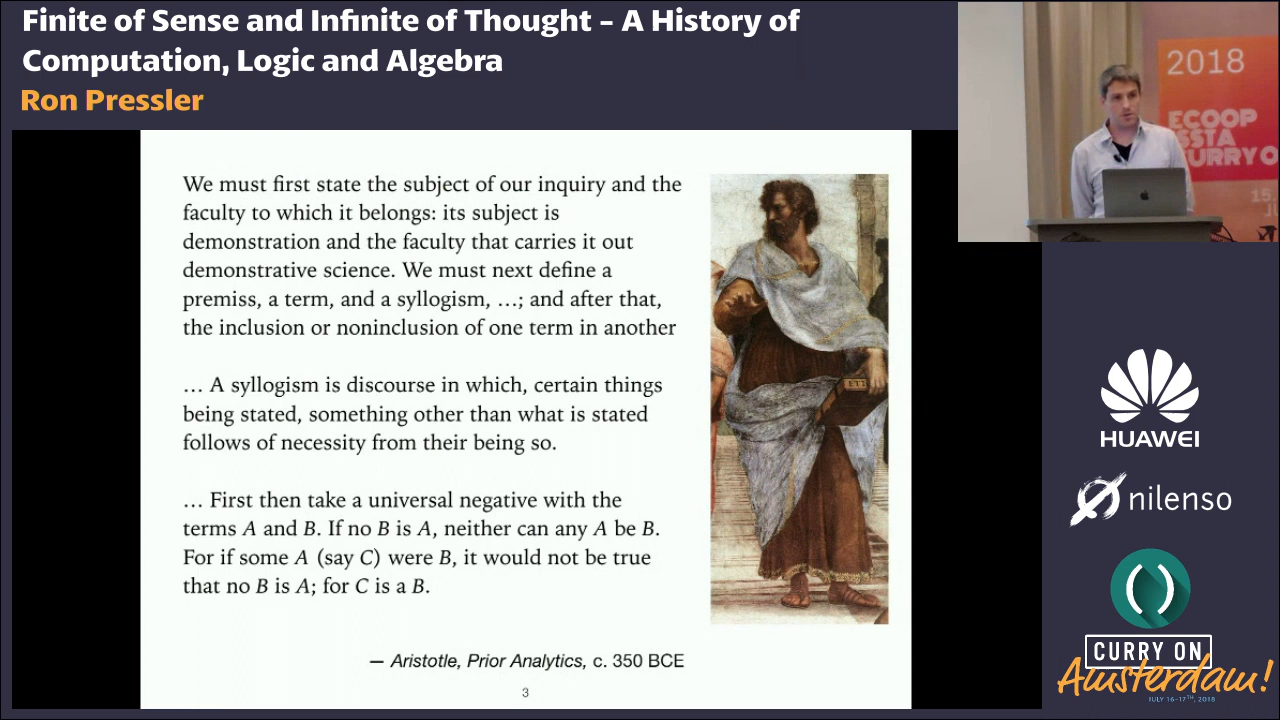 Finite of Sense and Infinite of Thought – A History of
Computation, Logic and Algebra
Ron Pressler
2018
ECOOP
ISSTA
CURRY O
15.
We must first state the subject of our inquiry and the
faculty to which it belongs: its subject is
demonstration and the faculty that carries it out
demonstrative science. We must next define a
premiss, a term, and a syllogism, …; and after that,
the inclusion or noninclusion of one term in another
… A syllogism is discourse in which, certain things
being stated, something other than what is stated
follows of necessity from their being so.
… First then take a universal negative with the
terms A and B. If no B is A, neither can any A be B.
For if some A (say C) were B, it would not be true
that no B is A; for C is a B.
— Aristotle, Prior Analytics, c. 350 BCE
3
HUAWEI
nilenso
CURRY ON
Amsterdam!
JULY 16-17TH, 2018